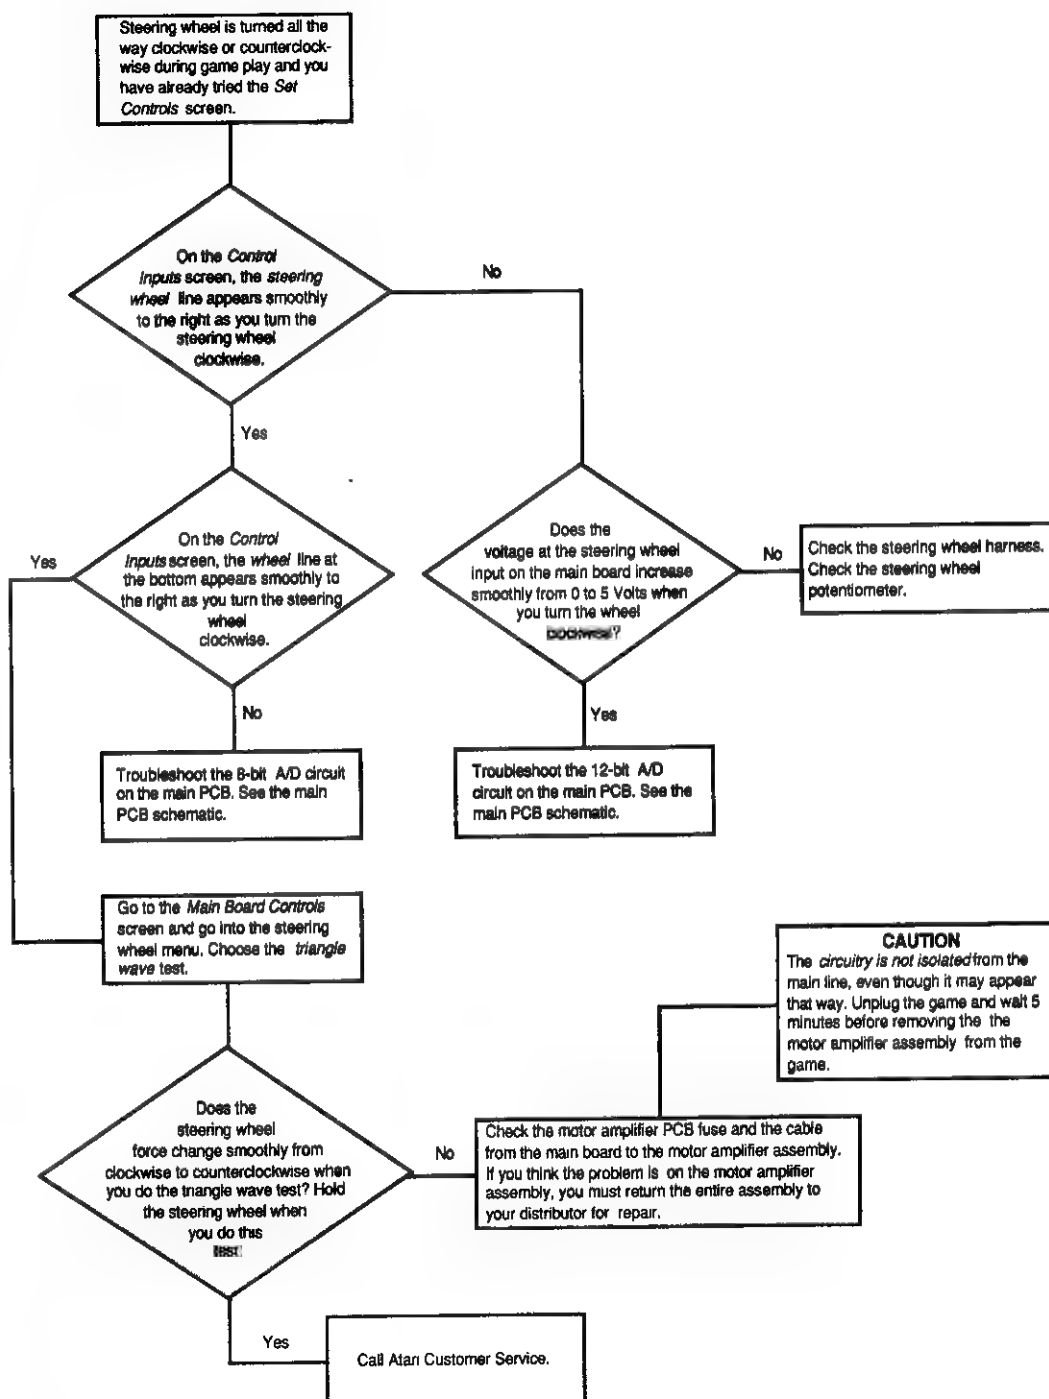 Steering wheel is turned all the
way clockwise or counterclock-
wise during game play and you
have already tried the Set
Controls screen.
On the Control
Inputs screen, the steering
wheel line appears smoothly
to the right as you turn the
steering wheel
clockwise.
No
Yes
On the Control
Inputs screen, the wheel line at
the bottom appears smoothly to
the right as you turn the steering
wheel
clockwise.
Yes
No
Does the
voltage at the steering wheel
input on the main board increase
smoothly from 0 to 5 Volts when
you turn the wheel
No
Check the steering wheel harness.
Check the steering wheel
potentiometer.
Yes
Troubleshoot the 8-bit A/D circuit
on the main PCB. See the main
PCB schematic.
Troubleshoot the 12-bit A/D
circuit on the main PCB. See the
main PCB schematic.
Go to the Main Board Controls
screen and go into the steering
wheel menu. Choose the triangle
wave test.
CAUTION
The circuitry is not isolated from the
main line, even though it may appear
that way. Unplug the game and wait 5
minutes before removing the the
motor amplifier assembly from the
game.
Does the
steering wheel
force change smoothly from
clockwise to counterclockwise when
you do the triangle wave test? Hold
the steering wheel when
you do this
test.
No
Check the motor amplifier PCB fuse and the cable
from the main board to the motor amplifier assembly.
If you think the problem is on the motor amplifier
assembly, you must return the entire assembly to
your distributor for repair.
Yes
Call Atari Customer Service.